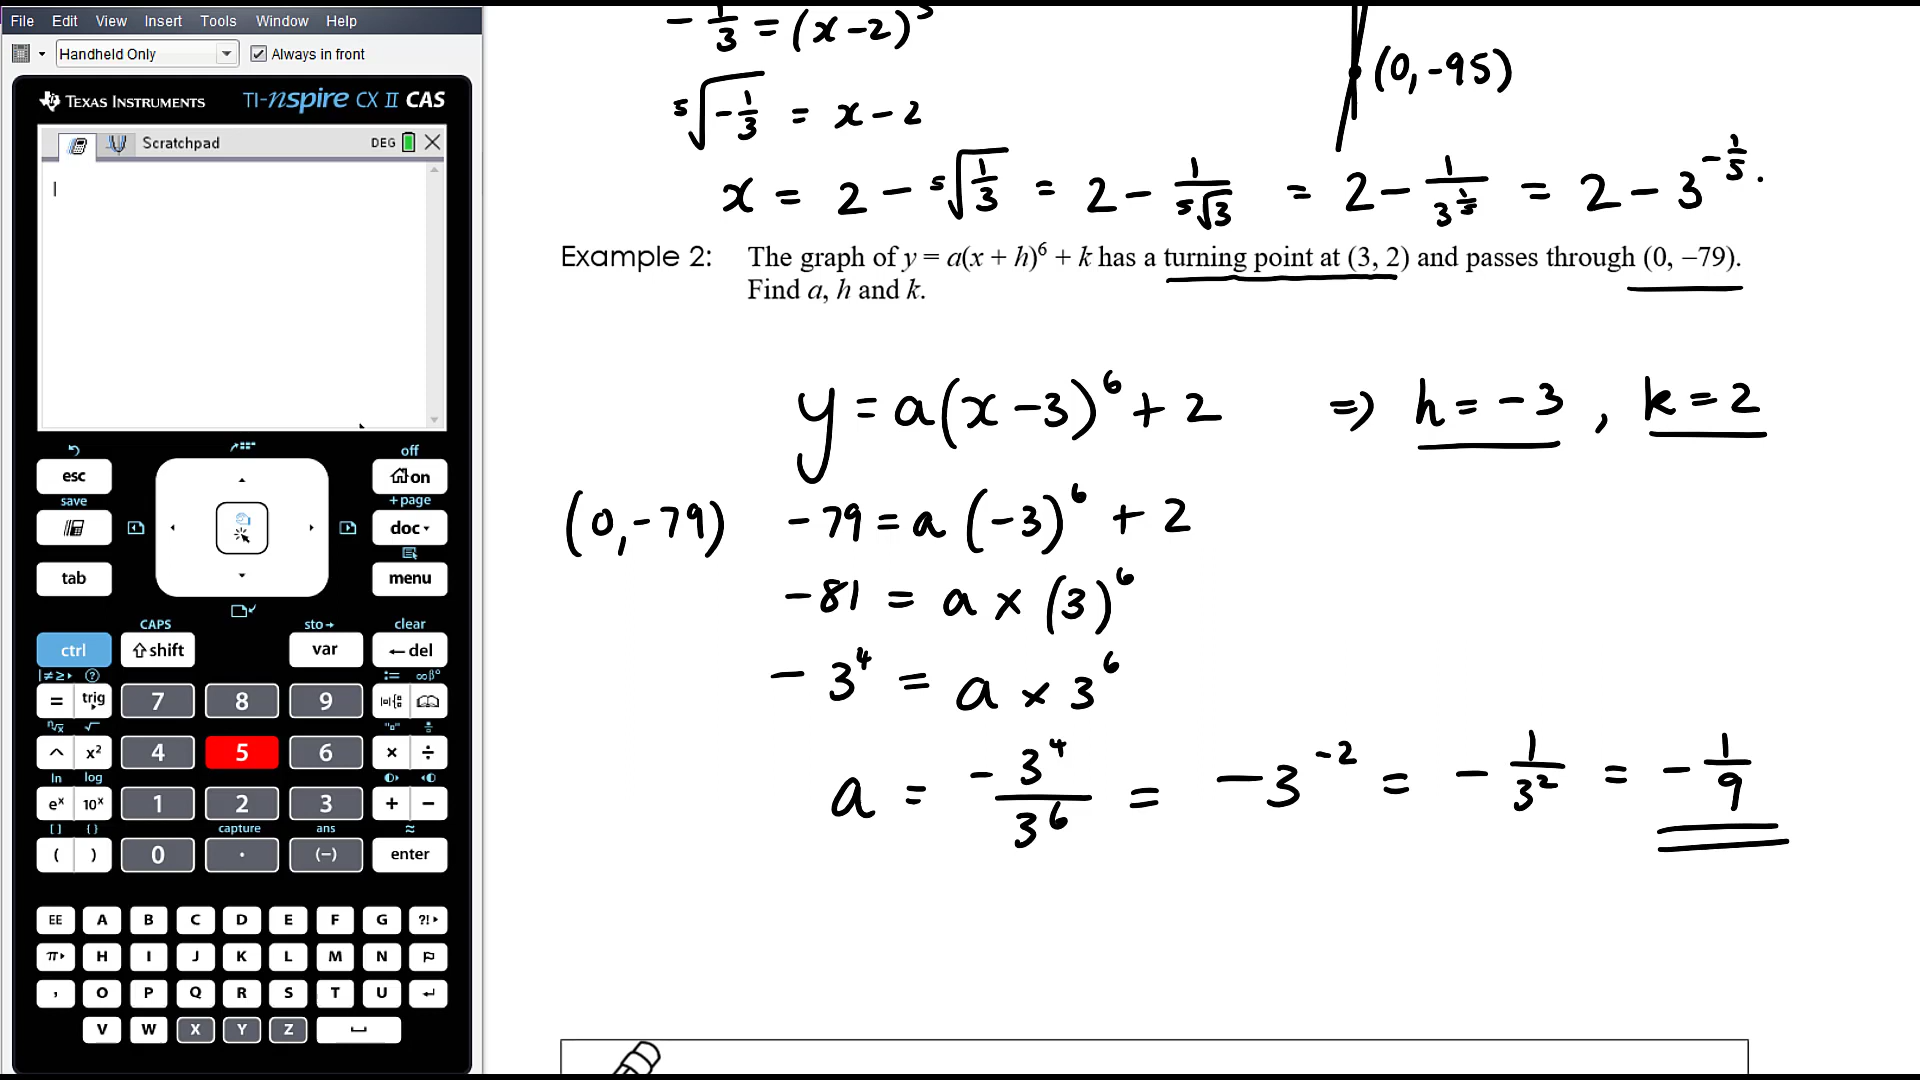 File Edit View Insert Tools Window Help
Handheld Only Always in front
TEXAS INSTRUMENTS TI-nspire CX II CAS
Scratchpad DEG
off
esc on
save + page
doc
tab menu
CAPS sto→ clear
ctrl ⇧shift var ←del
|≠≥▸ ? := ∞β°
= trig 7 8 9
ⁿ√x √ "□"
^ x² 4 5 6 × ÷
ln log
eˣ 10ˣ 1 2 3 + −
[ ] { } capture ans ≈
( ) 0 . (−) enter
EE A B C D E F G ?!▸
π▸ H I J K L M N
, O P Q R S T U ↵
V W X Y Z
-1/3 = (x-2)⁵
⁵√(-1/3) = x-2
(0, -95)
x = 2 - ⁵√(1/3) = 2 - 1/⁵√3 = 2 - 1/3^(1/5) = 2 - 3^(-1/5).
Example 2: The graph of y = a(x + h)⁶ + k has a turning point at (3, 2) and passes through (0, −79).
Find a, h and k.
y = a(x-3)⁶ + 2 ⇒ h = -3, k = 2
(0, -79) -79 = a(-3)⁶ + 2
-81 = a × (3)⁶
-3⁴ = a × 3⁶
a = -3⁴/3⁶ = -3⁻² = -1/3² = -1/9